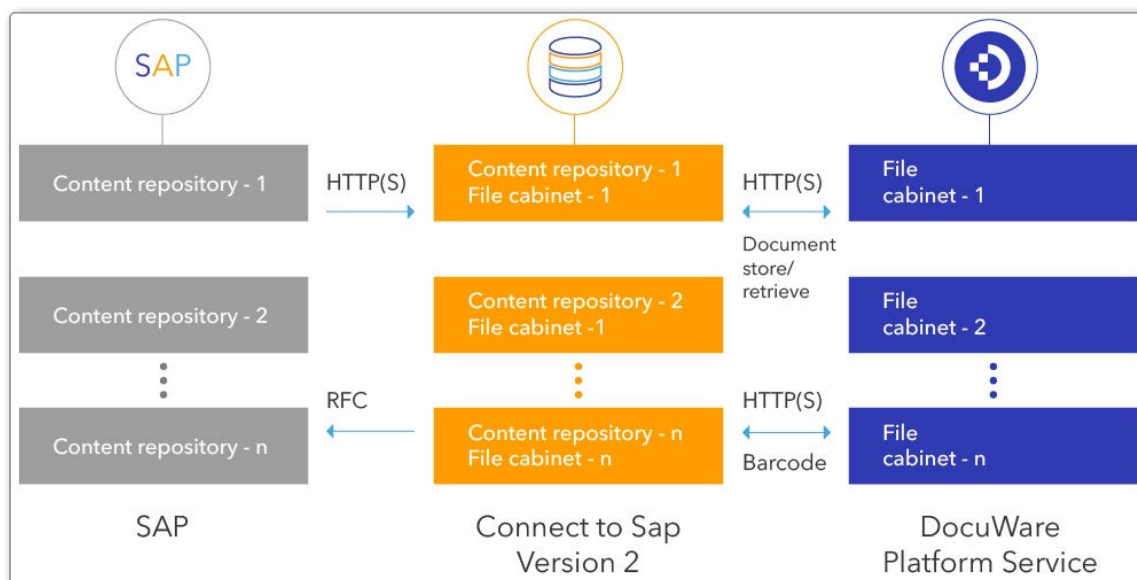 SAP
Content repository - 1
HTTP(S)
Content repository - 1
File cabinet - 1
HTTP(S)
Document
store/
retrieve
File
cabinet - 1
Content repository - 2
Content repository - 2
File cabinet -1
File
cabinet - 2
Content repository - n
RFC
Content repository - n
File cabinet - n
HTTP(S)
Barcode
File
cabinet - n
SAP
Connect to Sap
Version 2
DocuWare
Platform Service